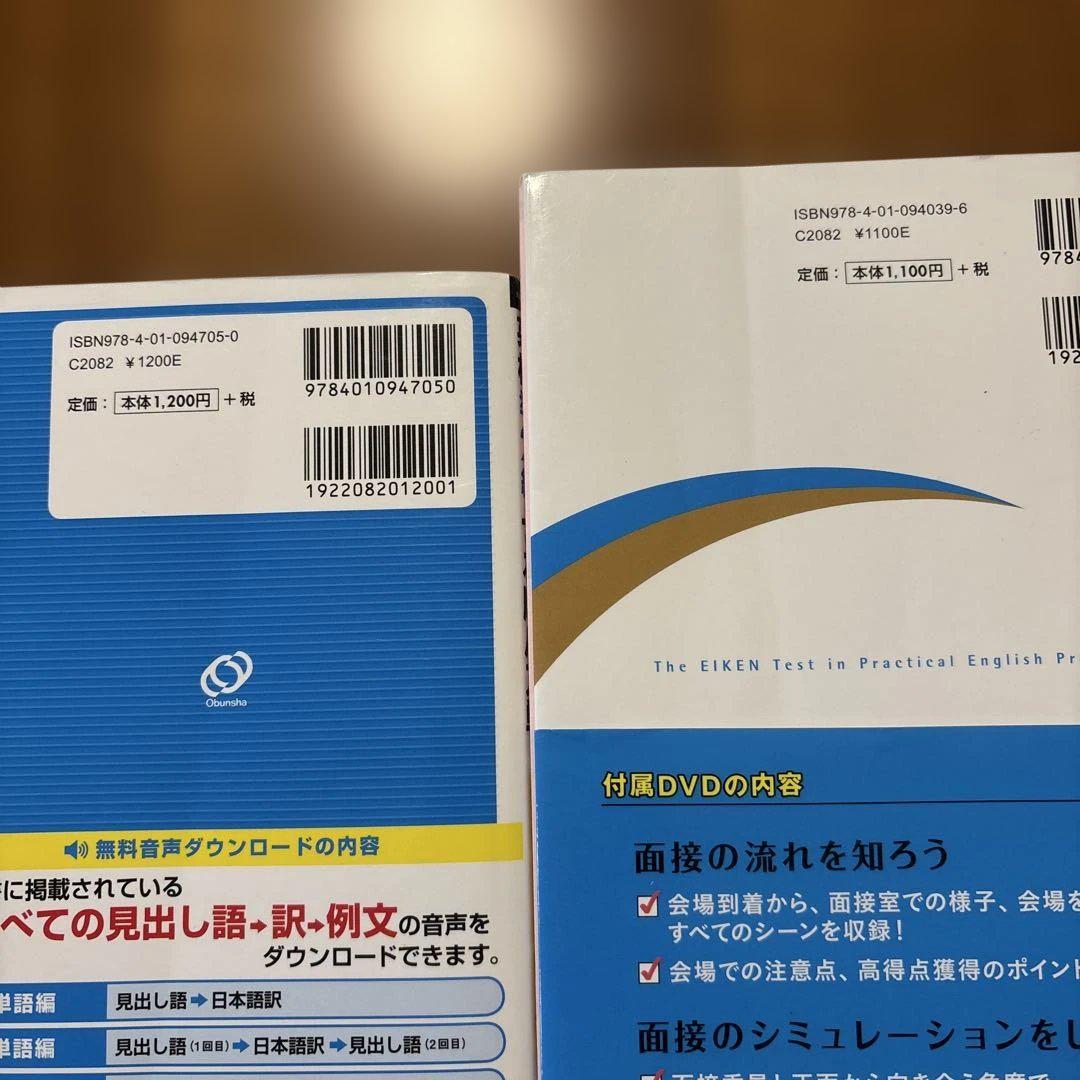 ISBN978-4-01-094705-0
C2082 ¥1200E
定価： 本体1,200円 ＋税
9784010947050
1922082012001
Obunsha
無料音声ダウンロードの内容
に掲載されている
べての見出し語➡訳➡例文の音声を
ダウンロードできます。
単語編 見出し語➡日本語訳
単語編 見出し語(1回目)➡日本語訳➡見出し語(2回目)
ISBN978-4-01-094039-6
C2082 ¥1100E
定価： 本体1,100円 ＋税
9784
192
The EIKEN Test in Practical English Pr
付属DVDの内容
面接の流れを知ろう
会場到着から、面接室での様子、会場を
すべてのシーンを収録！
会場での注意点、高得点獲得のポイント
面接のシミュレーションをし